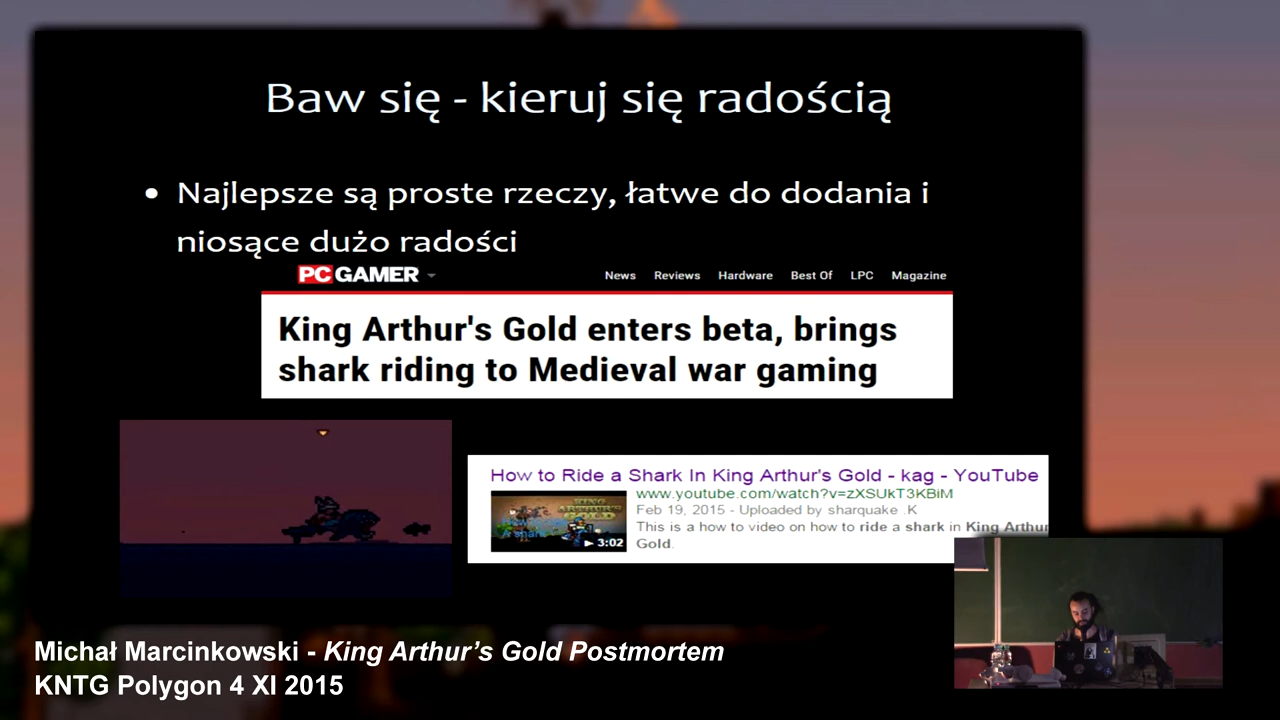 Baw się - kieruj się radością
• Najlepsze są proste rzeczy, łatwe do dodania i
niosące dużo radości
PC GAMER
News Reviews Hardware Best Of LPC Magazine
King Arthur's Gold enters beta, brings
shark riding to Medieval war gaming
How to Ride a Shark In King Arthur's Gold - kag - YouTube
www.youtube.com/watch?v=zXSUkT3KBiM
Feb 19, 2015 - Uploaded by sharquake .K
This is a how to video on how to ride a shark in King Arthur
Gold.
KING ARTHUR'S GOLD
3:02
Michał Marcinkowski - King Arthur's Gold Postmortem
KNTG Polygon 4 XI 2015